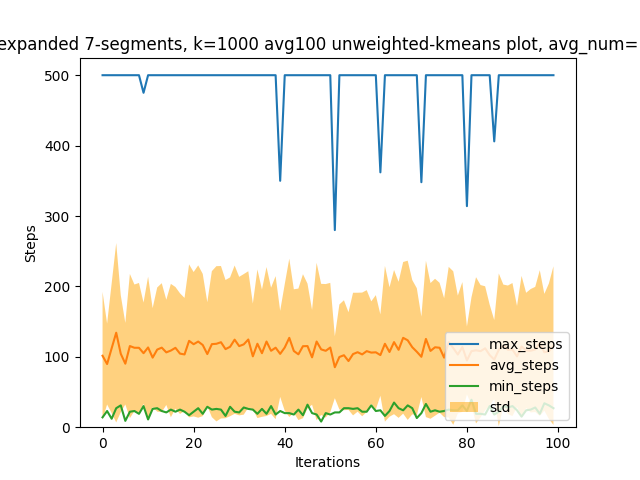 expanded 7-segments, k=1000 avg100 unweighted-kmeans plot, avg_num=
500
400
300
200
100
0
Steps
0 20 40 60 80 100
Iterations
max_steps
avg_steps
min_steps
std